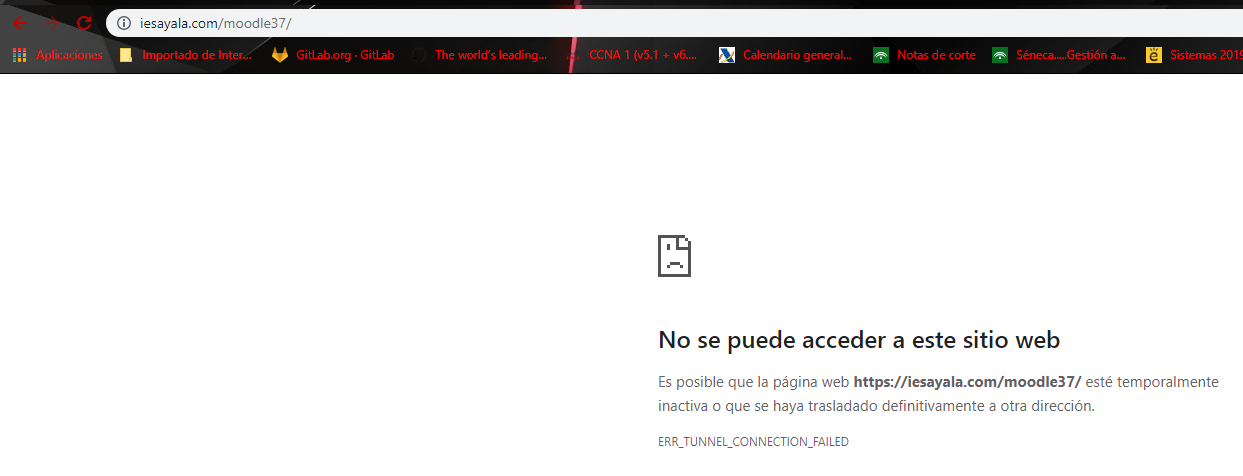 iesayala.com/moodle37/
Aplicaciones Importado de Inter... GitLab.org · GitLab The world's leading... CCNA 1 (v5.1 + v6.... Calendario general... Notas de corte Séneca.....Gestión a... Sistemas 2019
No se puede acceder a este sitio web
Es posible que la página web https://iesayala.com/moodle37/ esté temporalmente
inactiva o que se haya trasladado definitivamente a otra dirección.
ERR_TUNNEL_CONNECTION_FAILED